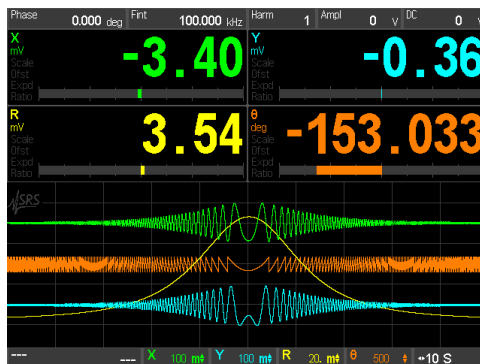 Phase 0.000 deg Fint 100.000 kHz Harm 1 Ampl 0 V DC 0 V
X
mV
Scale
Ofst
Expd
Ratio
-3.40
Y
mV
Scale
Ofst
Expd
Ratio
-0.36
R
mV
Scale
Ofst
Expd
Ratio
3.54
θ
deg
Scale
Ofst
Expd
Ratio
-153.033
SRS
--- --- X 100 m Y 100 m R 20. m θ 500 10 S